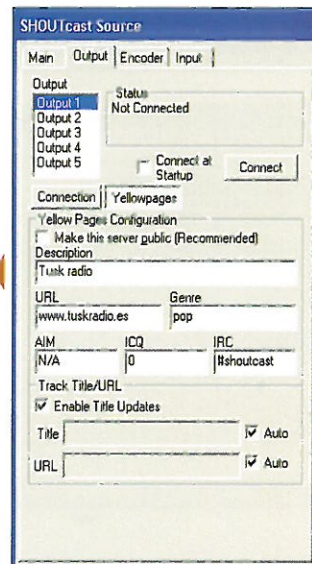 SHOUTcast Source
Main Output Encoder Input
Output
Output 1
Output 2
Output 3
Output 4
Output 5
Status
Not Connected
Connect at Startup
Connect
Connection Yellowpages
Yellow Pages Configuration
Make this server public (Recommended)
Description
Tusk radio
URL Genre
www.tuskradio.es pop
AIM ICQ IRC
N/A 0 #shoutcast
Track Title/URL
Enable Title Updates
Title Auto
URL Auto